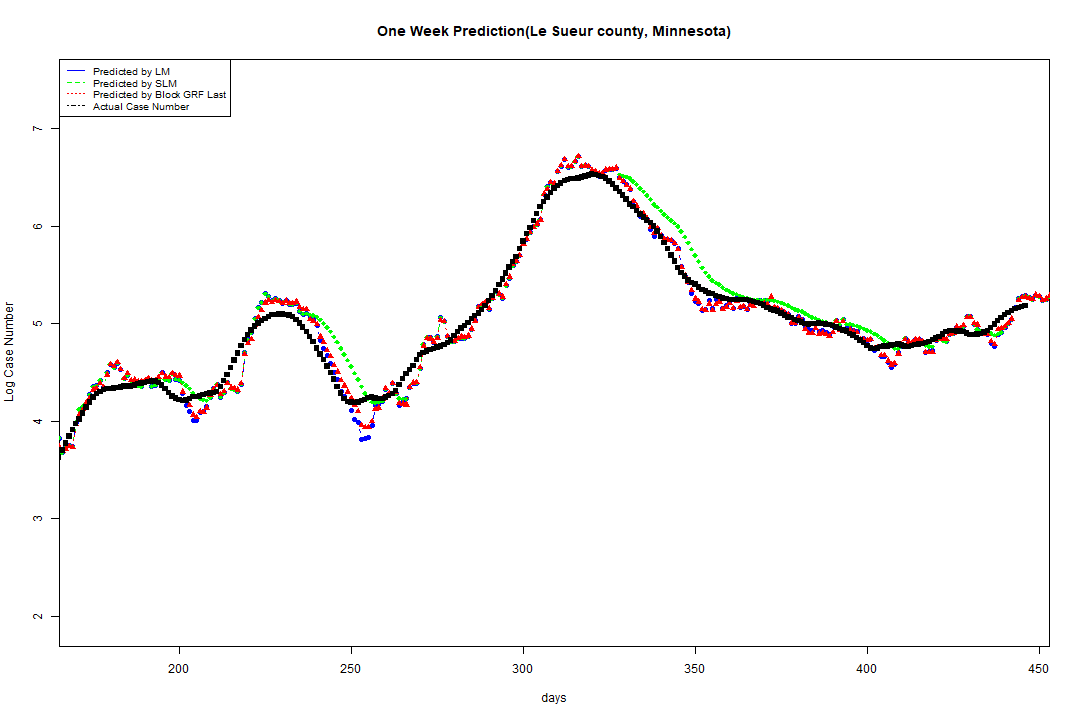 One Week Prediction(Le Sueur county, Minnesota)
Predicted by LM
Predicted by SLM
Predicted by Block GRF Last
Actual Case Number
Log Case Number
7
6
5
4
3
2
200 250 300 350 400 450
days